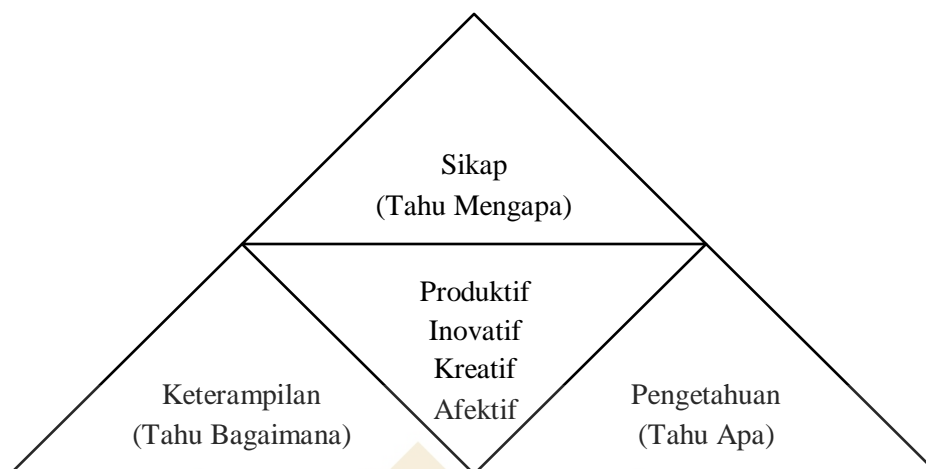 Sikap
(Tahu Mengapa)
Produktif
Inovatif
Kreatif
Afektif
Keterampilan
(Tahu Bagaimana)
Pengetahuan
(Tahu Apa)